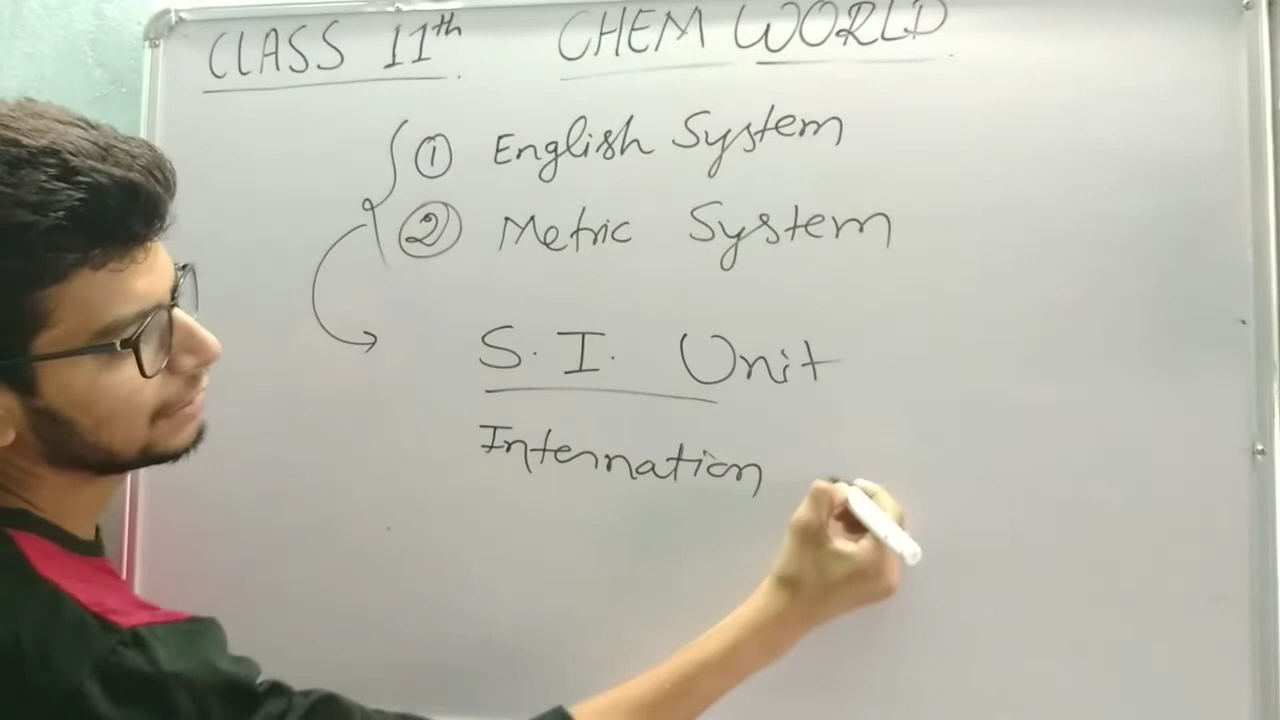 CLASS 11th CHEM WORLD
① English System
② Metric System
S.I. Unit
Internation